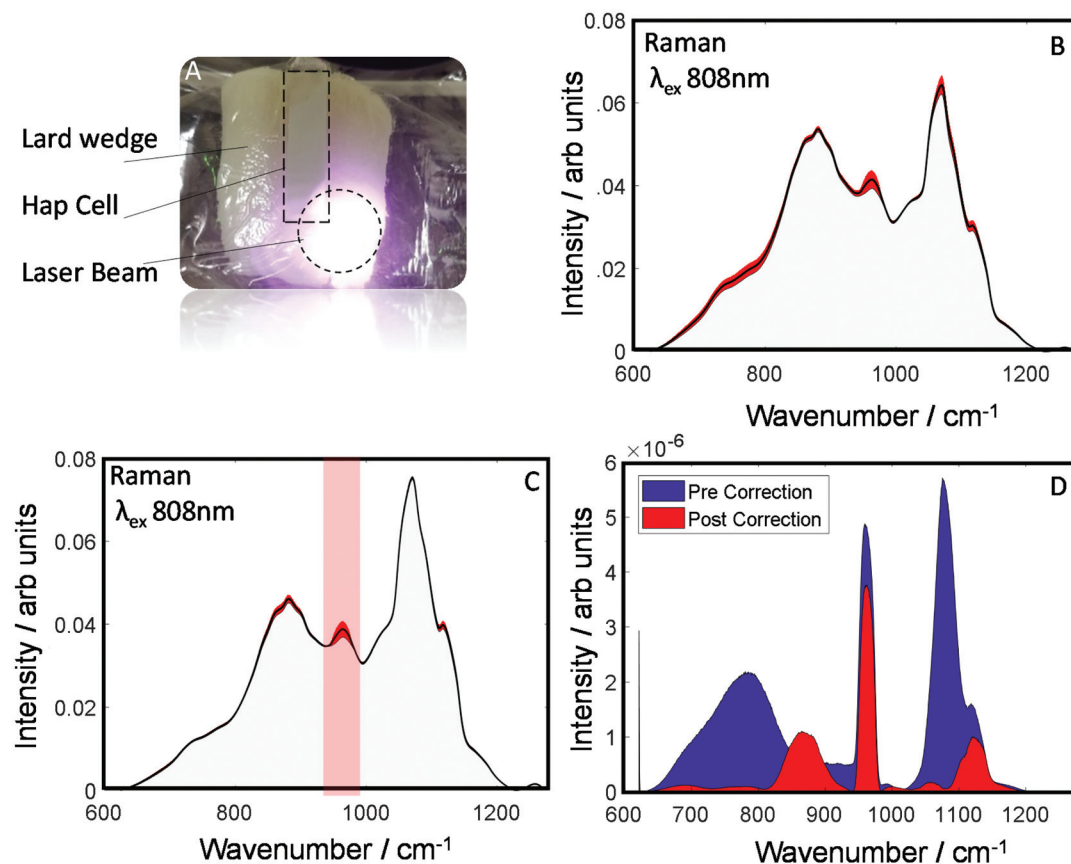 A
Lard wedge
Hap Cell
Laser Beam
B
Raman
λex 808nm
0.08
0.06
.04
.02
0
600
800
1000
1200
Intensity / arb units
Wavenumber / cm-1
C
Raman
λex 808nm
0.08
0.06
0.04
0.02
0
600
800
1000
1200
Intensity / arb units
Wavenumber / cm-1
D
×10-6
Pre Correction
Post Correction
6
5
4
3
2
1
0
600
700
800
900
1000
1100
1200
Intensity / arb units
Wavenumber / cm-1